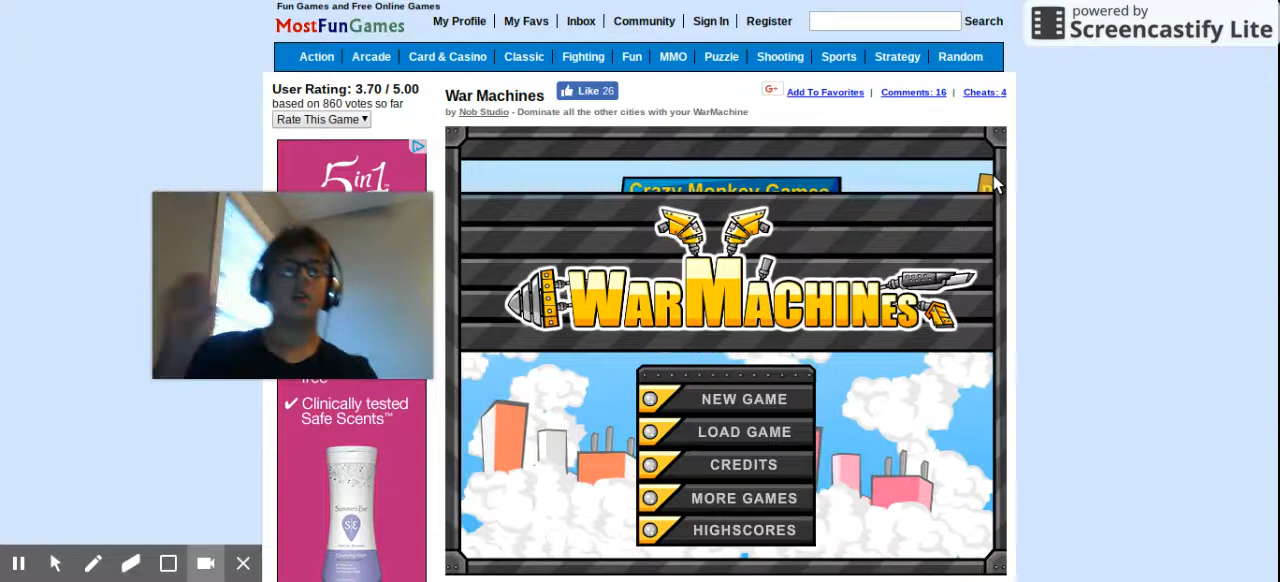 Fun Games and Free Online Games
MostFunGames
My Profile | My Favs | Inbox | Community | Sign In | Register
Search
powered by
Screencastify Lite
Action | Arcade | Card & Casino | Classic | Fighting | Fun | MMO | Puzzle | Shooting | Sports | Strategy | Random
User Rating: 3.70 / 5.00
based on 860 votes so far
Rate This Game
War Machines
Like 26
G+
Add To Favorites | Comments: 16 | Cheats: 4
by Nob Studio - Dominate all the other cities with your WarMachine
5in1
Crazy Monkey Games
WARMACHINES
free
✔ Clinically tested
Safe Scents™
Summer's Eve
SE
NEW GAME
LOAD GAME
CREDITS
MORE GAMES
HIGHSCORES